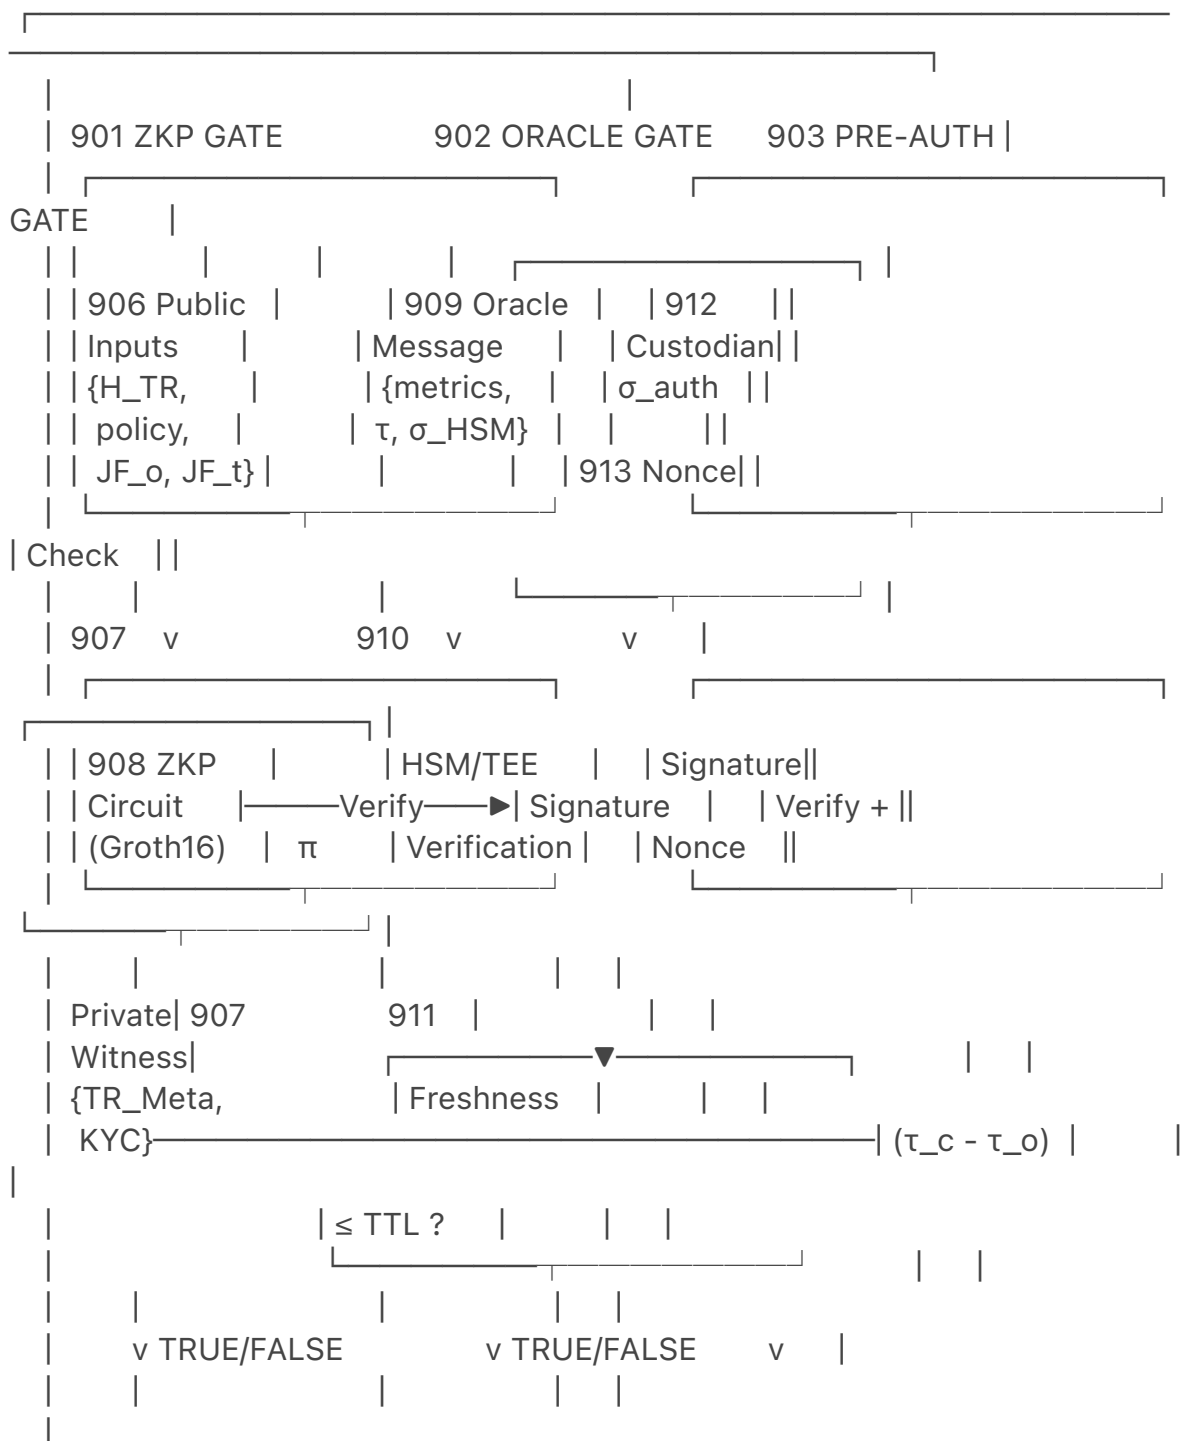 901 ZKP GATE 902 ORACLE GATE 903 PRE-AUTH |
GATE |
| | 906 Public | | 909 Oracle | | 912 | |
| | Inputs | | Message | | Custodian| |
| | {H_TR, | | {metrics, | | σ_auth | |
| | policy, | | τ, σ_HSM} | | | |
| | JF_o, JF_t} | | | | 913 Nonce| |
| Check | |
| 907 v 910 v v |
| | 908 ZKP | | HSM/TEE | | Signature||
| | Circuit |────Verify───►| Signature | | Verify + ||
| | (Groth16) | π | Verification | | Nonce ||
| Private| 907 911 | | |
| Witness| ▼ | |
| {TR_Meta, | Freshness | | |
| KYC}────| (τ_c - τ_o) | |
| | ≤ TTL ? | | |
| v TRUE/FALSE v TRUE/FALSE v |